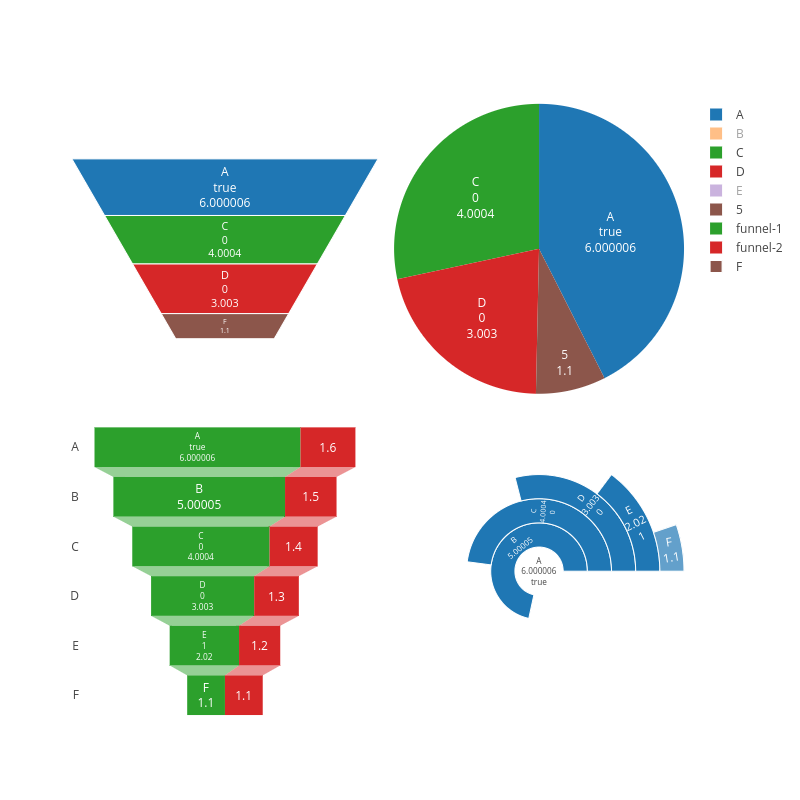 A
true
6.000006
C
0
4.0004
D
0
3.003
F
1.1
C
0
4.0004
A
true
6.000006
D
0
3.003
5
1.1
A
B
C
D
E
5
funnel-1
funnel-2
F
A
A
true
6.000006
1.6
B
B
5.00005
1.5
C
C
0
4.0004
1.4
D
D
0
3.003
1.3
E
E
1
2.02
1.2
F
F
1.1
1.1
A
6.000006
true
B
5.00005
C
4.0004
0
D
3.003
0
E
2.02
1
F
1.1